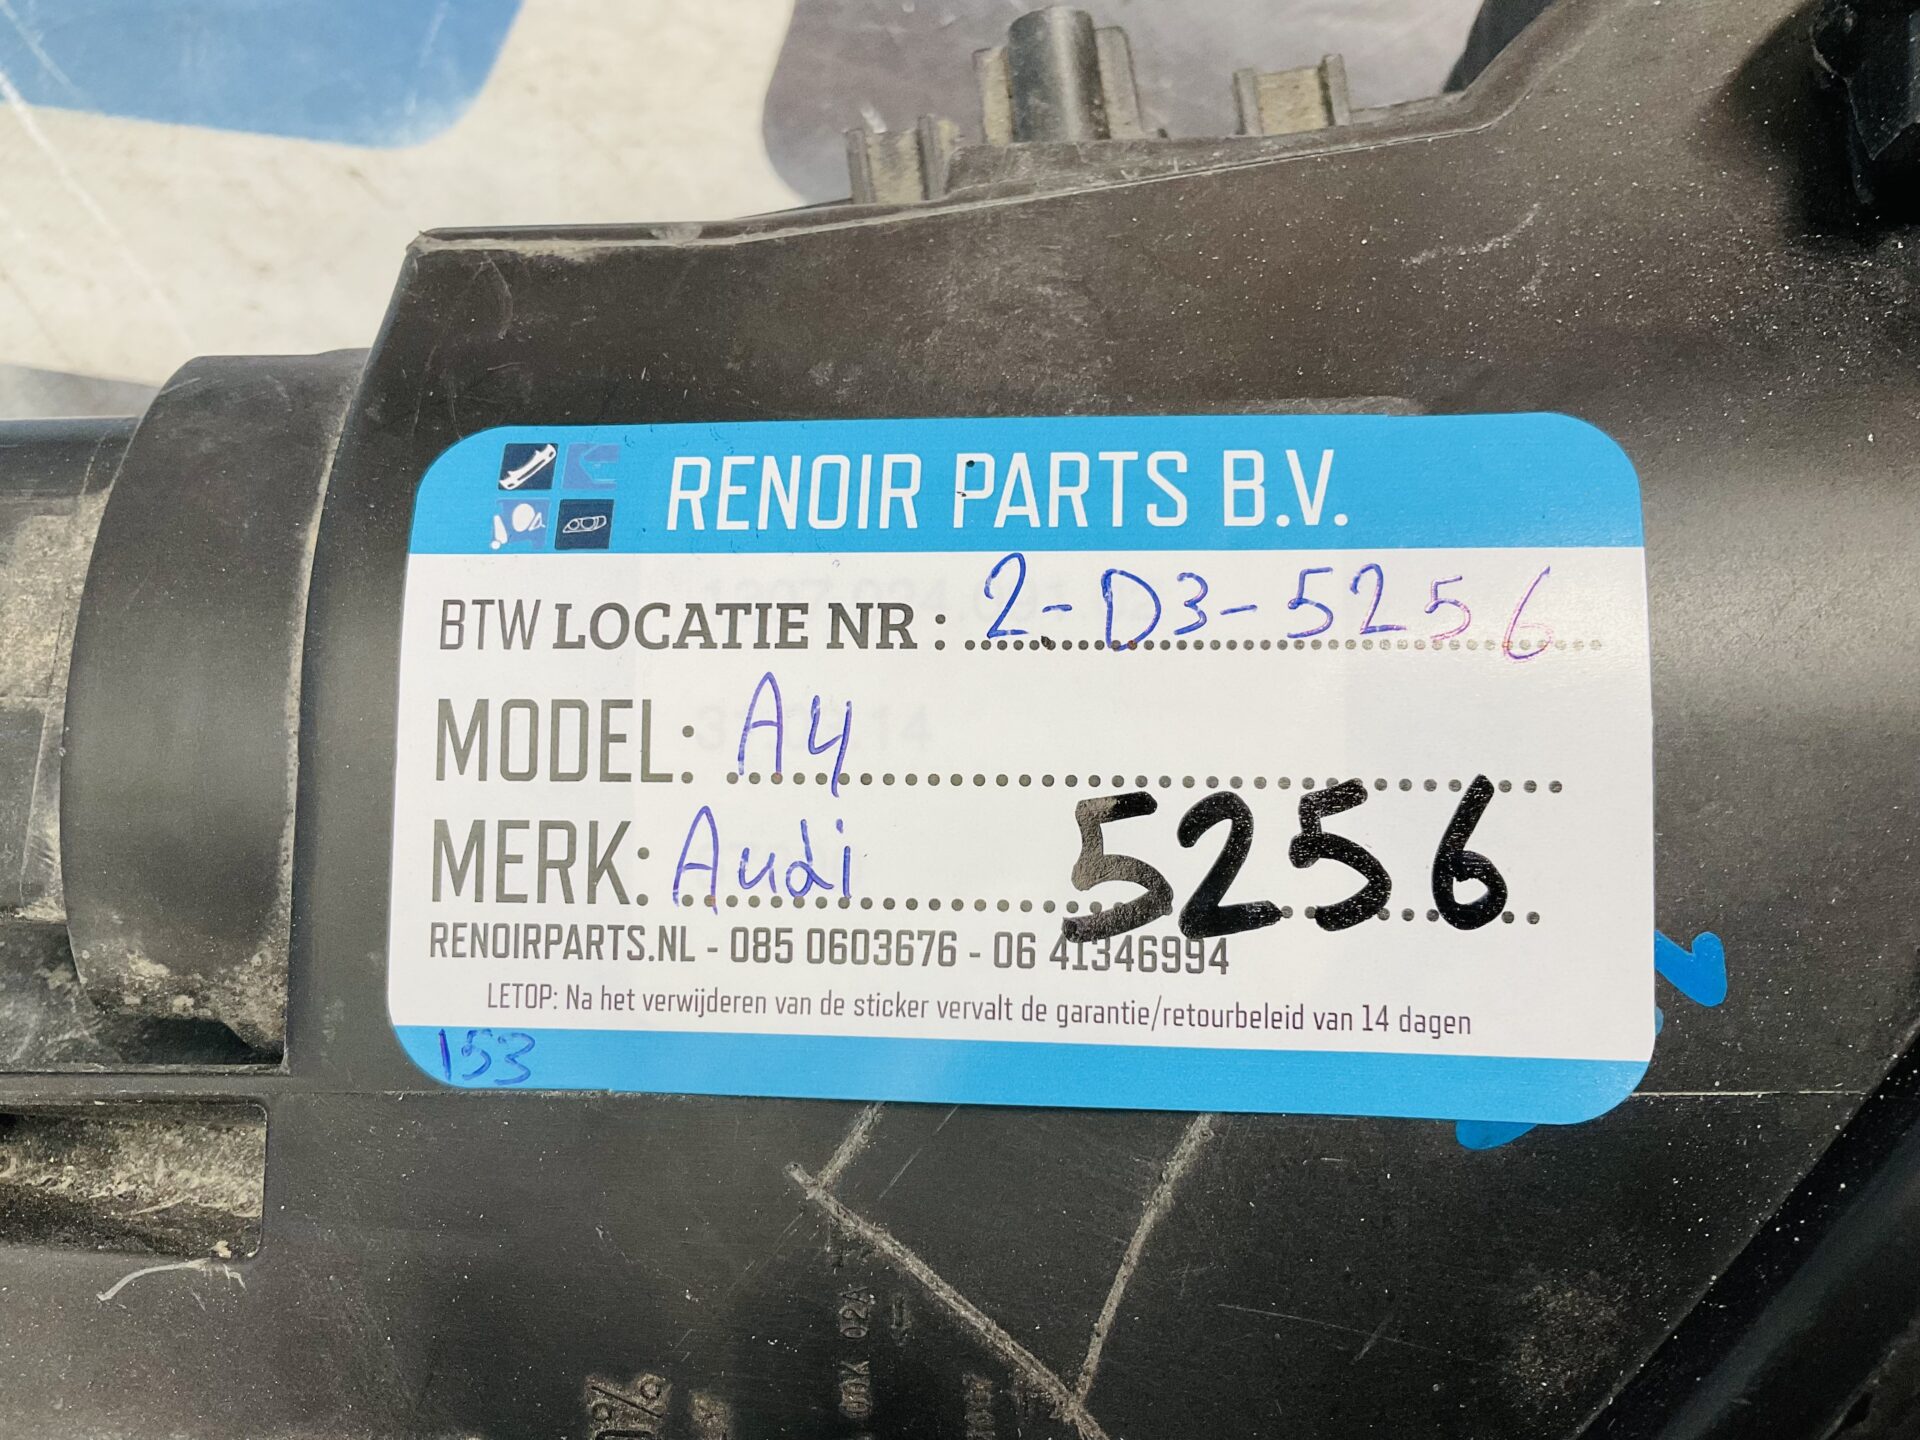 RENOIR PARTS B.V.
BTW LOCATIE NR : 2-D3-5256
MODEL: A4
MERK: Audi 5256
RENOIRPARTS.NL - 085 0603676 - 06 41346994
LETOP: Na het verwijderen van de sticker vervalt de garantie/retourbeleid van 14 dagen
153